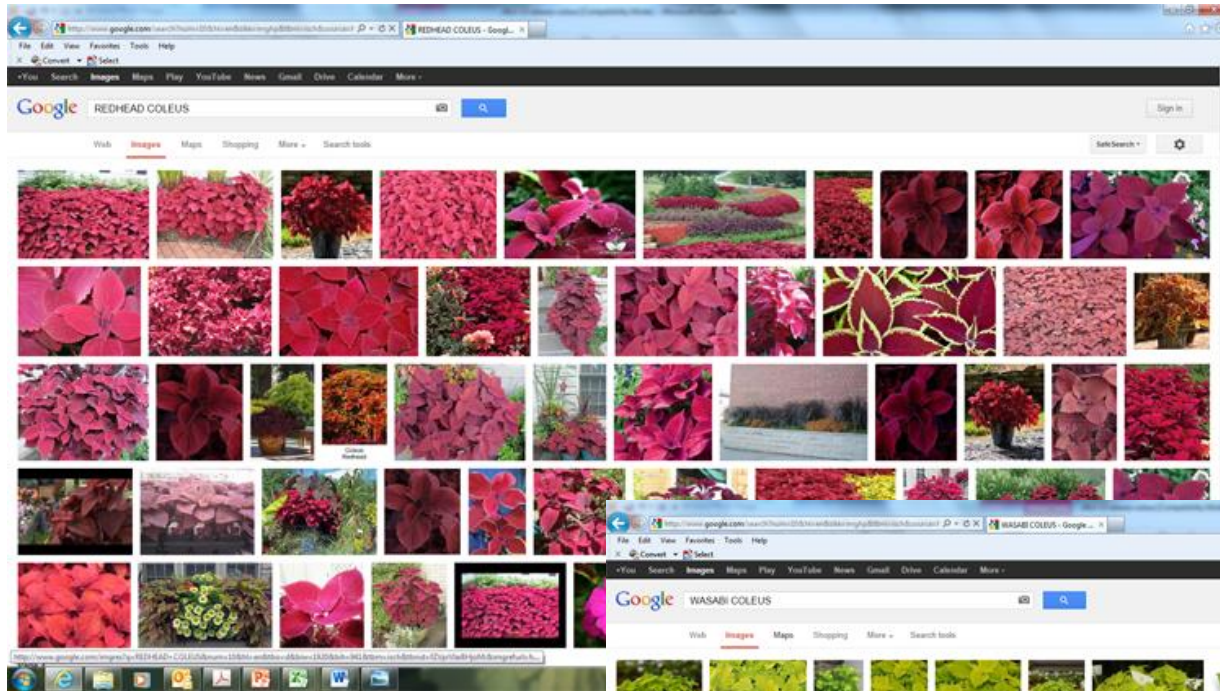 REDHEAD COLEUS - Googl...
File Edit View Favorites Tools Help
Convert Select
+You Search Images Maps Play YouTube News Gmail Drive Calendar More
Google REDHEAD COLEUS
Sign in
Web Images Maps Shopping More Search tools
SafeSearch
Coleus
Redhead
WASABI COLEUS - Google ...
File Edit View Favorites Tools Help
Convert Select
+You Search Images Maps Play YouTube News Gmail Drive Calendar More
Google WASABI COLEUS
Web Images Maps Shopping More Search tools